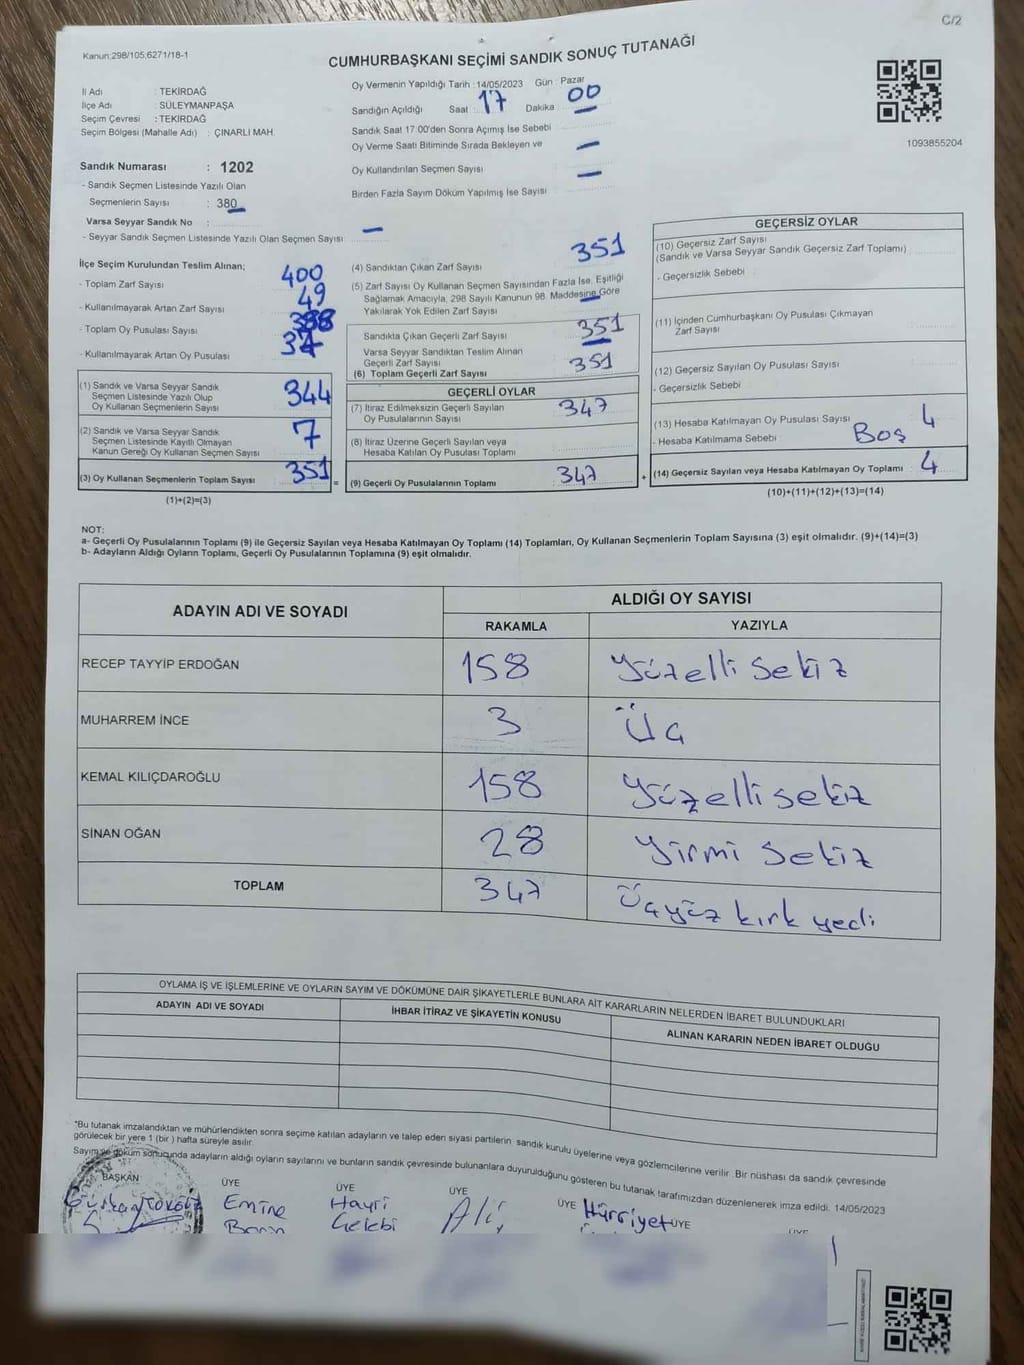 C/2
Kanun:298/105;6271/18-1
CUMHURBAŞKANI SEÇİMİ SANDIK SONUÇ TUTANAĞI
İl Adı : TEKİRDAĞ
İlçe Adı : SÜLEYMANPAŞA
Seçim Çevresi : TEKİRDAĞ
Seçim Bölgesi (Mahalle Adı) : ÇINARLI MAH.
Oy Vermenin Yapıldığı Tarih : 14/05/2023 Gün : Pazar
Sandığın Açıldığı Saat : 17 Dakika : 00
Sandık Saat 17:00'den Sonra Açımış İse Sebebi
Oy Verme Saati Bitiminde Sırada Bekleyen ve -
Oy Kullandırılan Seçmen Sayısı -
Birden Fazla Sayım Döküm Yapılmış İse Sayısı
1093855204
Sandık Numarası : 1202
- Sandık Seçmen Listesinde Yazılı Olan
Seçmenlerin Sayısı : 380
Varsa Seyyar Sandık No :
- Seyyar Sandık Seçmen Listesinde Yazılı Olan Seçmen Sayısı: -
İlçe Seçim Kurulundan Teslim Alınan;
- Toplam Zarf Sayısı 400
- Kullanılmayarak Artan Zarf Sayısı 49
- Toplam Oy Pusulası Sayısı 388
- Kullanılmayarak Artan Oy Pusulası 37
(1) Sandık ve Varsa Seyyar Sandık
Seçmen Listesinde Yazılı Olup
Oy Kullanan Seçmenlerin Sayısı 344
(2) Sandık ve Varsa Seyyar Sandık
Seçmen Listesinde Kayıtlı Olmayan
Kanun Gereği Oy Kullanan Seçmen Sayısı 7
(3) Oy Kullanan Seçmenlerin Toplam Sayısı 351 =
(1)+(2)=(3)
(4) Sandıktan Çıkan Zarf Sayısı 351
(5) Zarf Sayısı Oy Kullanan Seçmen Sayısından Fazla İse, Eşitliği
Sağlamak Amacıyla, 298 Sayılı Kanunun 98. Maddesine Göre
Yakılarak Yok Edilen Zarf Sayısı -
Sandıkta Çıkan Geçerli Zarf Sayısı 351
Varsa Seyyar Sandıktan Teslim Alınan
Geçerli Zarf Sayısı -
(6) Toplam Geçerli Zarf Sayısı 351
GEÇERLİ OYLAR
(7) İtiraz Edilmeksizin Geçerli Sayılan
Oy Pusulalarının Sayısı 347
(8) İtiraz Üzerine Geçerli Sayılan veya
Hesaba Katılan Oy Pusulası Toplamı
(9) Geçerli Oy Pusulalarının Toplamı 347 +
GEÇERSİZ OYLAR
(10) Geçersiz Zarf Sayısı
(Sandık ve Varsa Seyyar Sandık Geçersiz Zarf Toplamı)
- Geçersizlik Sebebi
(11) İçinden Cumhurbaşkanı Oy Pusulası Çıkmayan
Zarf Sayısı
(12) Geçersiz Sayılan Oy Pusulası Sayısı
- Geçersizlik Sebebi
(13) Hesaba Katılmayan Oy Pusulası Sayısı 4
- Hesaba Katılmama Sebebi Boş
(14) Geçersiz Sayılan veya Hesaba Katılmayan Oy Toplamı 4
(10)+(11)+(12)+(13)=(14)
NOT:
a- Geçerli Oy Pusulalarının Toplamı (9) ile Geçersiz Sayılan veya Hesaba Katılmayan Oy Toplamı (14) Toplamları, Oy Kullanan Seçmenlerin Toplam Sayısına (3) eşit olmalıdır. (9)+(14)=(3)
b- Adayların Aldığı Oyların Toplamı, Geçerli Oy Pusulalarının Toplamına (9) eşit olmalıdır.
ADAYIN ADI VE SOYADI ALDIĞI OY SAYISI
RAKAMLA YAZIYLA
RECEP TAYYİP ERDOĞAN 158 Yüzelli Sekiz
MUHARREM İNCE 3 Üç
KEMAL KILIÇDAROĞLU 158 Yüzelli sekiz
SİNAN OĞAN 28 Yirmi Sekiz
TOPLAM 347 Üçyüz kırk yedi
OYLAMA İŞ VE İŞLEMLERİNE VE OYLARIN SAYIM VE DÖKÜMÜNE DAİR ŞİKAYETLERLE BUNLARA AİT KARARLARIN NELERDEN İBARET BULUNDUKLARI
ADAYIN ADI VE SOYADI İHBAR İTİRAZ VE ŞİKAYETİN KONUSU ALINAN KARARIN NEDEN İBARET OLDUĞU
*Bu tutanak imzalandıktan ve mühürlendikten sonra seçime katılan adayların ve talep eden siyasi partilerin sandık kurulu üyelerine veya gözlemcilerine verilir. Bir nüshası da sandık çevresinde
görülecek bir yere 1 (bir) hafta süreyle asılır.
Sayım ve döküm sonucunda adayların aldığı oyların sayılarını ve bunların sandık çevresinde bulunanlara duyurulduğunu gösteren bu tutanak tarafımızdan düzenlenerek imza edildi. 14/05/2023
BAŞKAN ÜYE ÜYE ÜYE ÜYE ÜYE ÜYE
Emine Hayri Ali Hürriyet
Gelebi